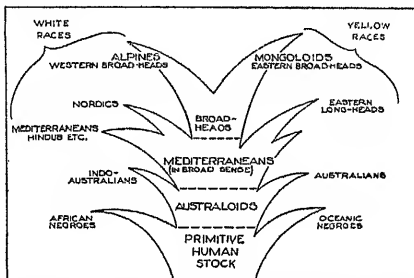 WHITE
RACES
YELLOW
RACES
ALPINES
WESTERN BROAD-HEADS
MONGOLOIDS
EASTERN BROAD-HEADS
NORDICS
BROAD-
HEADS
EASTERN
LONG-HEADS
MEDITERRANEANS
HINDUS ETC.
MEDITERRANEANS
(IN BROAD SENSE)
INDO-
AUSTRALIANS
AUSTRALIANS
AUSTRALOIDS
AFRICAN
NEGROES
OCEANIC
NEGROES
PRIMITIVE
HUMAN
STOCK